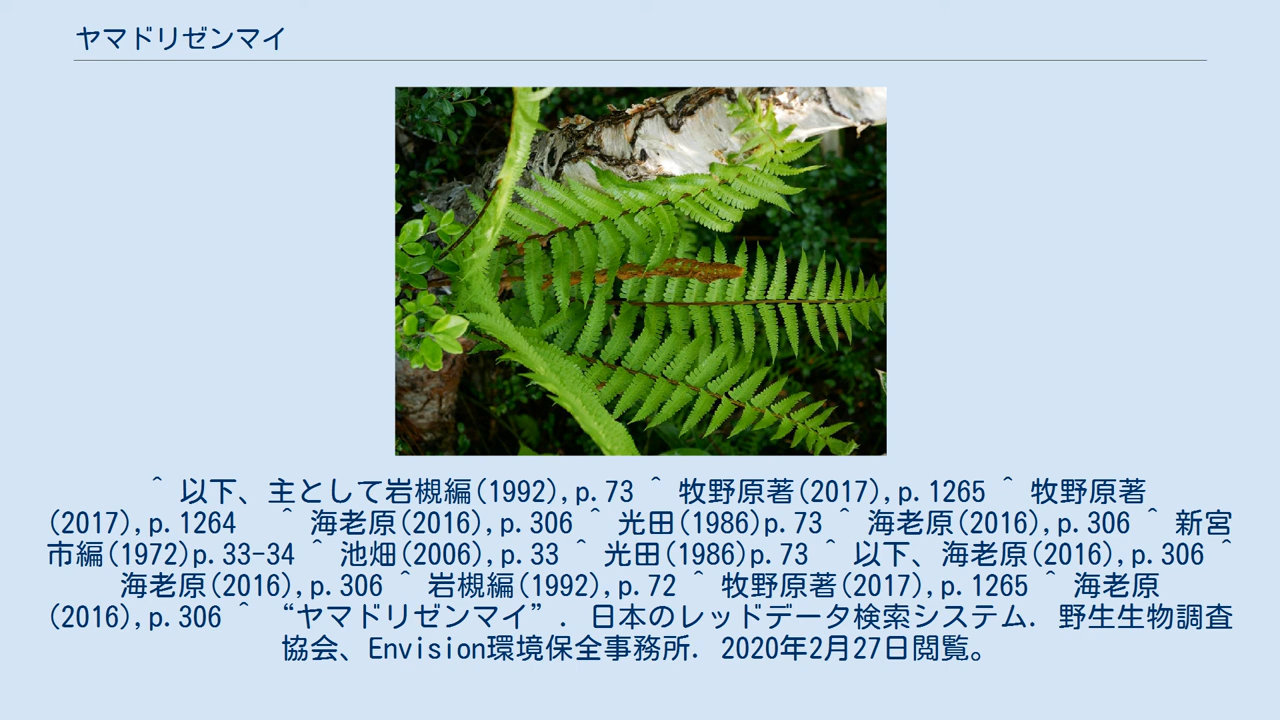 ヤマドリゼンマイ
^ 以下、主として岩槻編(1992),p.73 ^ 牧野原著(2017),p.1265 ^ 牧野原著
(2017),p.1264 ^ 海老原(2016),p.306 ^ 光田(1986)p.73 ^ 海老原(2016),p.306 ^ 新宮
市編(1972)p.33-34 ^ 池畑(2006),p.33 ^ 光田(1986)p.73 ^ 以下、海老原(2016),p.306 ^
海老原(2016),p.306 ^ 岩槻編(1992),p.72 ^ 牧野原著(2017),p.1265 ^ 海老原
(2016),p.306 ^ “ヤマドリゼンマイ”. 日本のレッドデータ検索システム. 野生生物調査
協会、Envision環境保全事務所. 2020年2月27日閲覧。